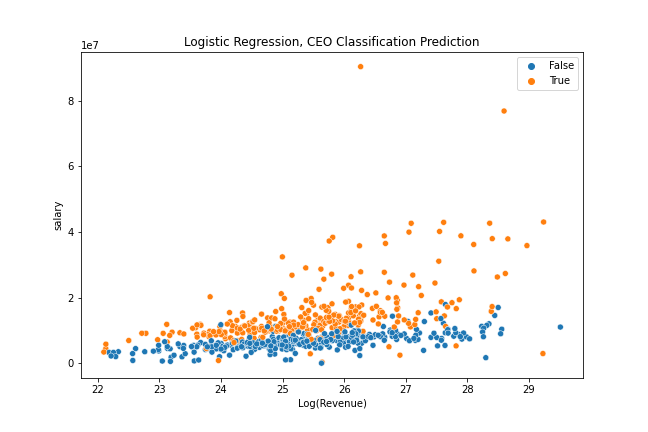 Logistic Regression, CEO Classification Prediction
1e7
False
True
8
6
4
2
0
salary
22 23 24 25 26 27 28 29
Log(Revenue)